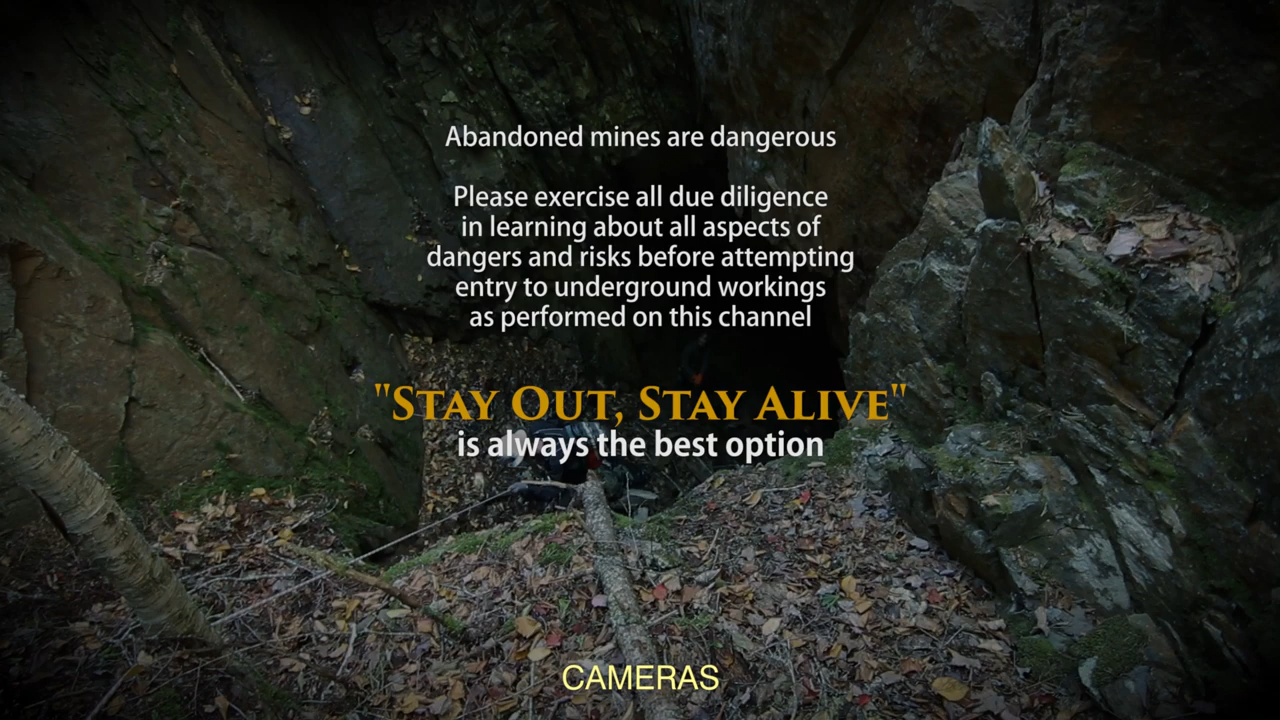 Abandoned mines are dangerous
Please exercise all due diligence
in learning about all aspects of
dangers and risks before attempting
entry to underground workings
as performed on this channel
"Stay Out, Stay Alive"
is always the best option
CAMERAS